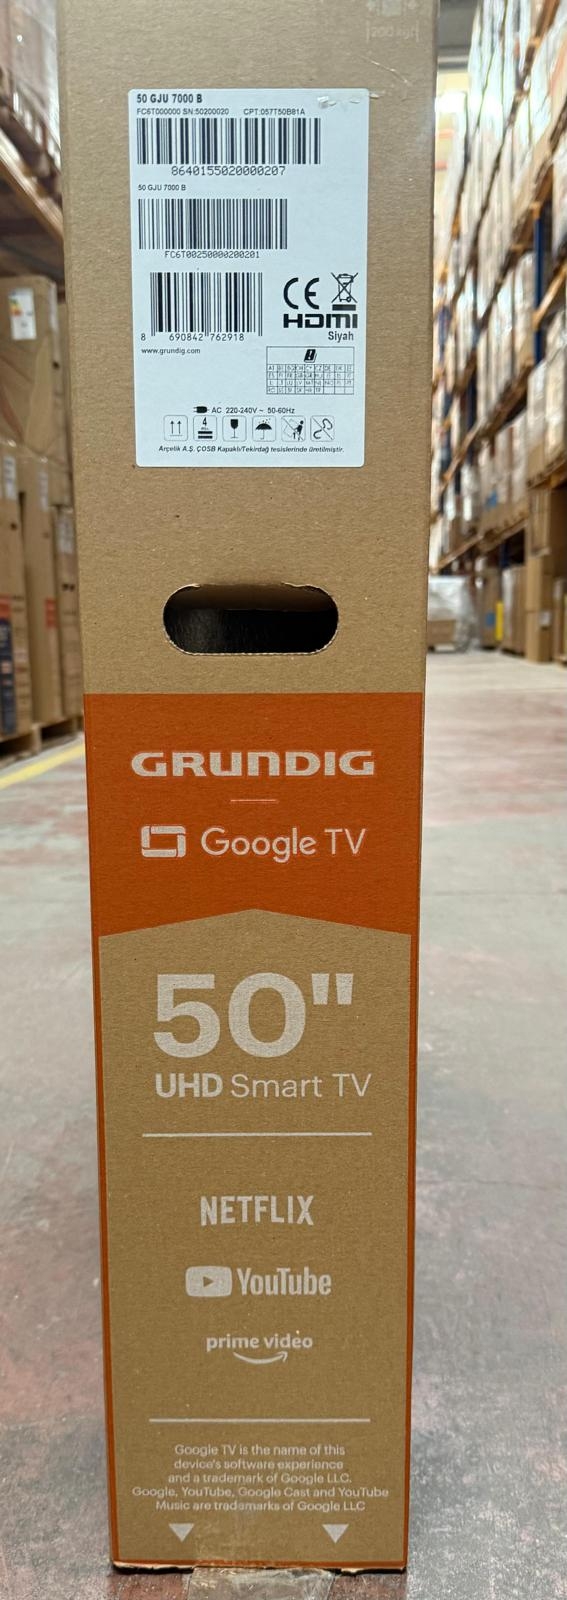 50 GJU 7000 B
FC6T000000 SN:50200020 CPT:057T50B81A
8640155020000207
50 GJU 7000 B
FC6T00250000200201
8 690842 762918
CE
HDMI
Siyah
www.grundig.com
AC 220-240V ~ 50-60Hz
4
Arçelik A.Ş. ÇOSB Kapaklı/Tekirdağ tesislerinde üretilmiştir.
GRUNDIG
Google TV
50"
UHD Smart TV
NETFLIX
YouTube
prime video
Google TV is the name of this
device's software experience
and a trademark of Google LLC.
Google, YouTube, Google Cast and YouTube
Music are trademarks of Google LLC